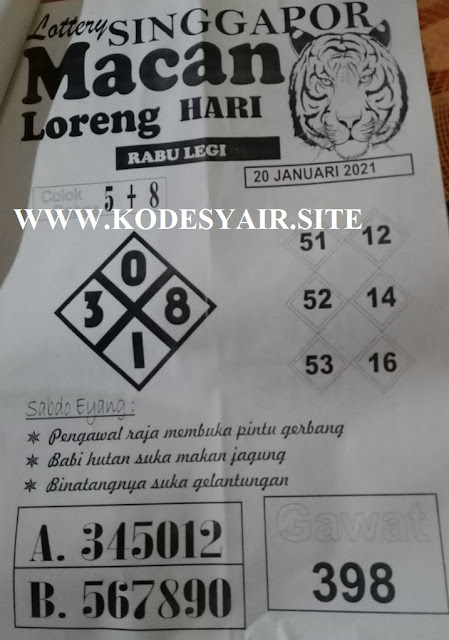 Lottery SINGGAPOR
Macan
Loreng HARI
RABU LEGI
20 JANUARI 2021
Colok
5 + 8
WWW.KODESYAIR.SITE
0
3 8
1
51 12
52 14
53 16
Sabdo Eyang :
✯ Pengawal raja membuka pintu gerbang
✯ Babi hutan suka makan jagung
✯ Binatangnya suka gelantungan
A. 345012
B. 567890
Gawat
398